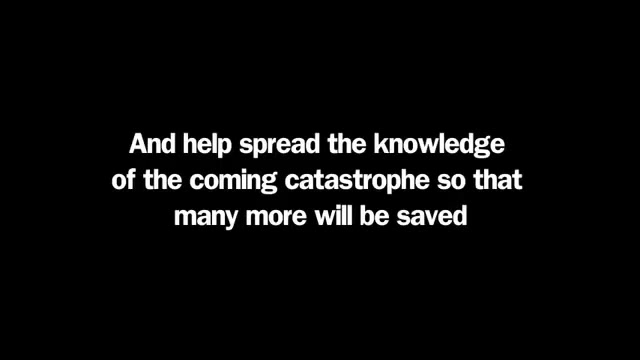 And help spread the knowledge
of the coming catastrophe so that
many more will be saved